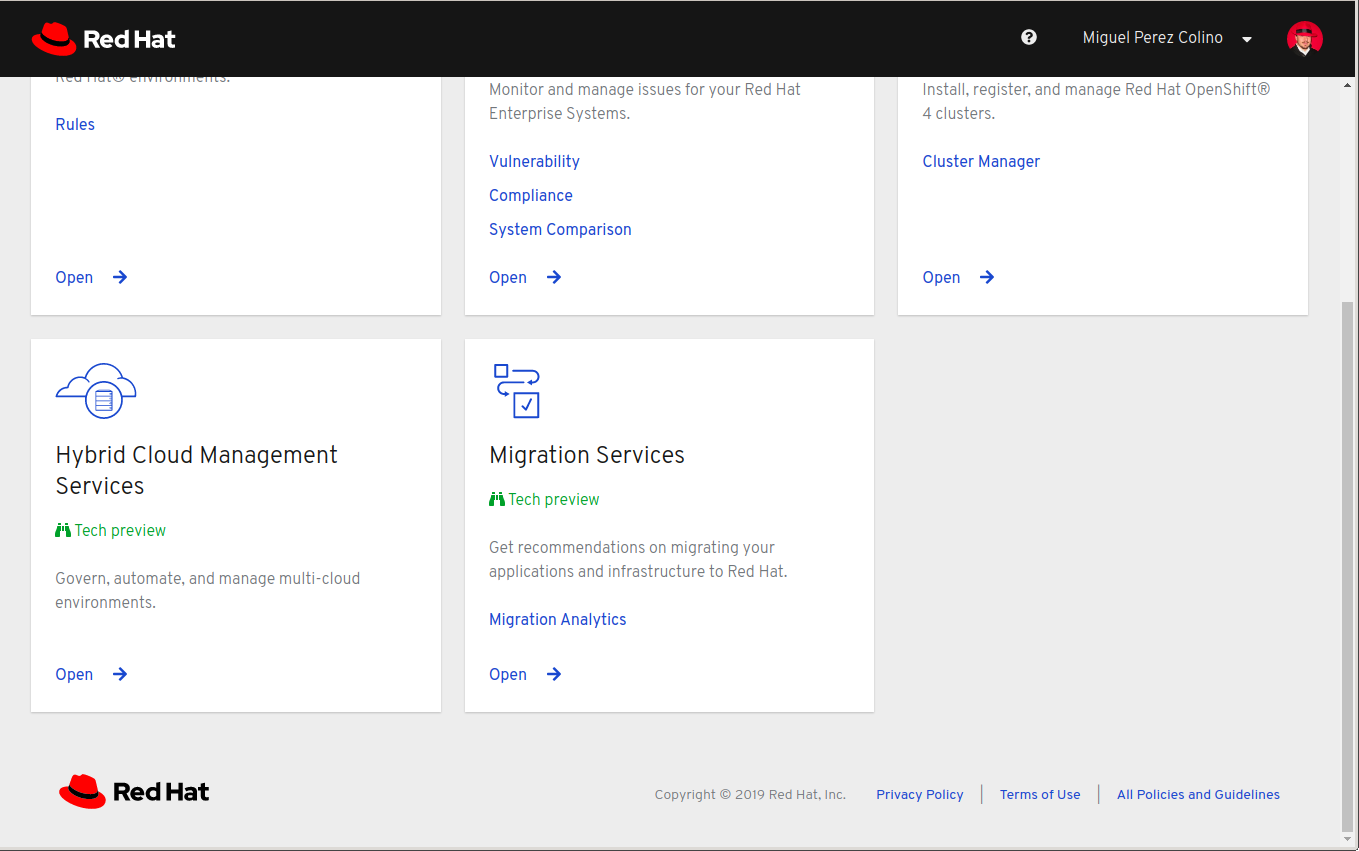 Red Hat
Miguel Perez Colino
Red Hat® environments.
Rules
Open
Monitor and manage issues for your Red Hat
Enterprise Systems.
Vulnerability
Compliance
System Comparison
Open
Install, register, and manage Red Hat OpenShift®
4 clusters.
Cluster Manager
Open
Hybrid Cloud Management
Services
Tech preview
Govern, automate, and manage multi-cloud
environments.
Open
Migration Services
Tech preview
Get recommendations on migrating your
applications and infrastructure to Red Hat.
Migration Analytics
Open
Red Hat
Copyright © 2019 Red Hat, Inc.
Privacy Policy
Terms of Use
All Policies and Guidelines